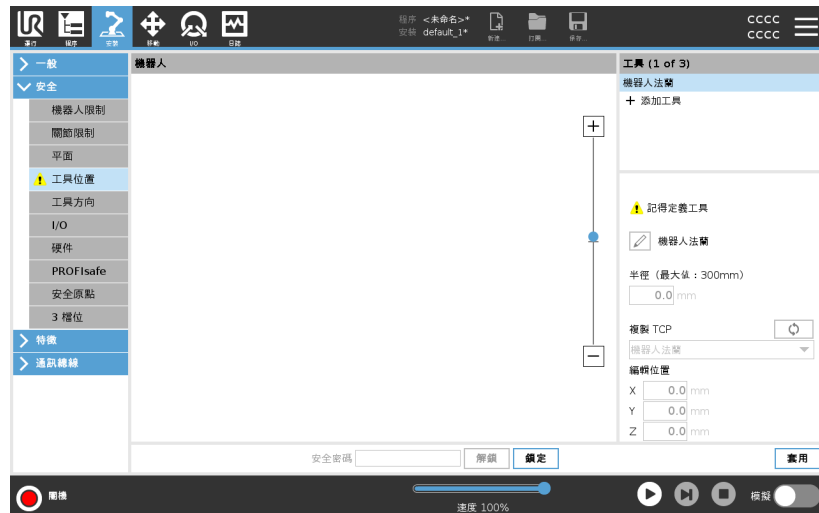 UR
運行
程序
安裝
移動
I/O
日誌
程序 <未命名>*
安裝 default_1*
新建...
打開...
保存...
cccc
cccc
一般
安全
機器人限制
關節限制
平面
工具位置
工具方向
I/O
硬件
PROFIsafe
安全原點
3 檔位
特徵
通訊總線
機器人
工具 (1 of 3)
機器人法蘭
添加工具
記得定義工具
機器人法蘭
半徑（最大值：300mm）
0.0 mm
複製 TCP
機器人法蘭
編輯位置
X 0.0 mm
Y 0.0 mm
Z 0.0 mm
安全密碼
解鎖
鎖定
套用
關機
速度 100%
模擬